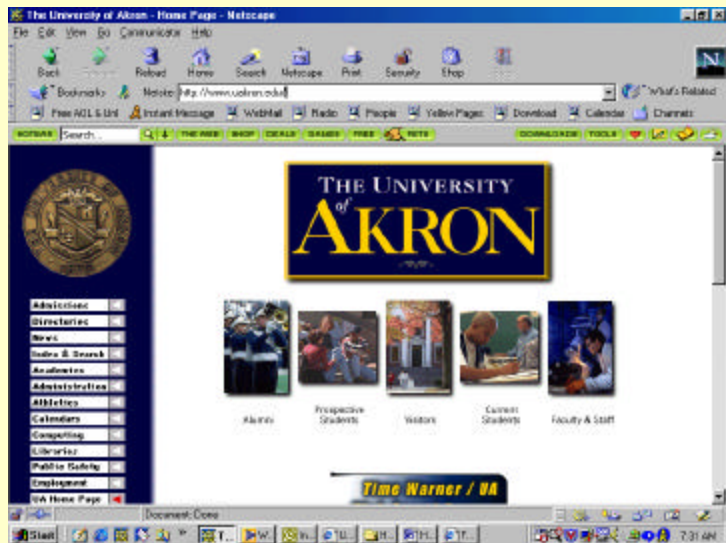 The University of Akron - Home Page - Netscape
File Edit View Go Communicator Help
Back Reload Home Search Netscape Print Security Shop
Bookmarks Netsite: http://www.uakron.edu/ What's Related
Free AOL & Unl Instant Message WebMail Radio People Yellow Pages Download Calendar Channels
HOTBAR Search... THE WEB SHOP DEALS GAMES FREE PETS DOWNLOADS TOOLS
THE UNIVERSITY
of
AKRON
Admissions
Directories
News
Index & Search
Academics
Administration
Athletics
Calendars
Computing
Libraries
Public Safety
Employment
UA Home Page
Alumni
Prospective
Students
Visitors
Current
Students
Faculty & Staff
Time Warner / UA
Document: Done
Start T... W... In... U... H... H... T... 7:31 AM